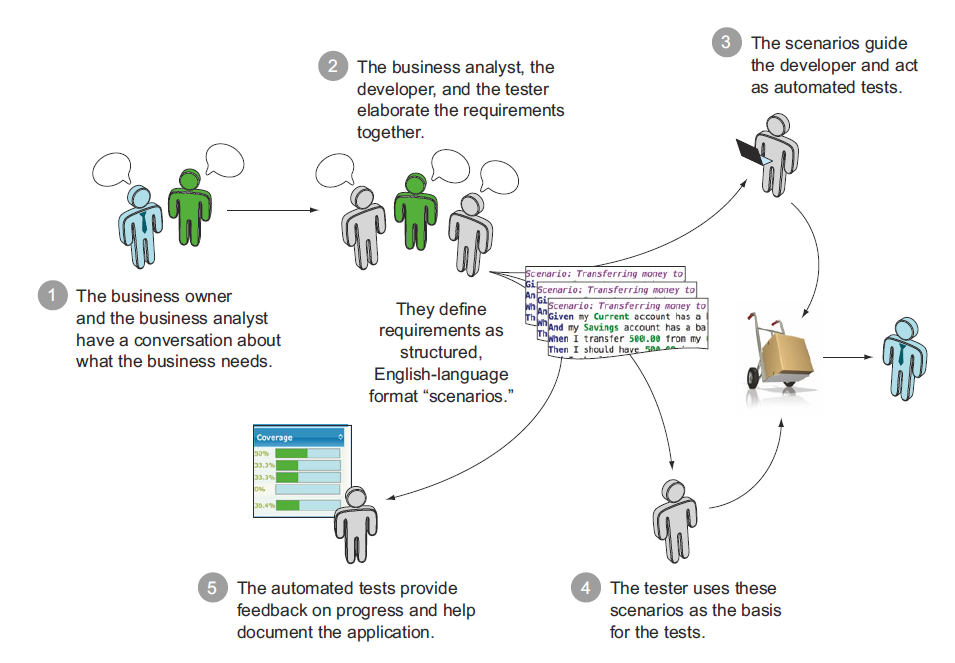 1
The business owner
and the business analyst
have a conversation about
what the business needs.
2
The business analyst, the
developer, and the tester
elaborate the requirements
together.
They define
requirements as
structured,
English-language
format “scenarios.”
Scenario: Transferring money to
Scenario: Transferring money to
Scenario: Transferring money to
Given my Current account has a
And my Savings account has a ba
When I transfer 500.00 from my
Then I should have 500.00
3
The scenarios guide
the developer and act
as automated tests.
4
The tester uses these
scenarios as the basis
for the tests.
Coverage
50%
33.3%
33.3%
0%
39.4%
5
The automated tests provide
feedback on progress and help
document the application.